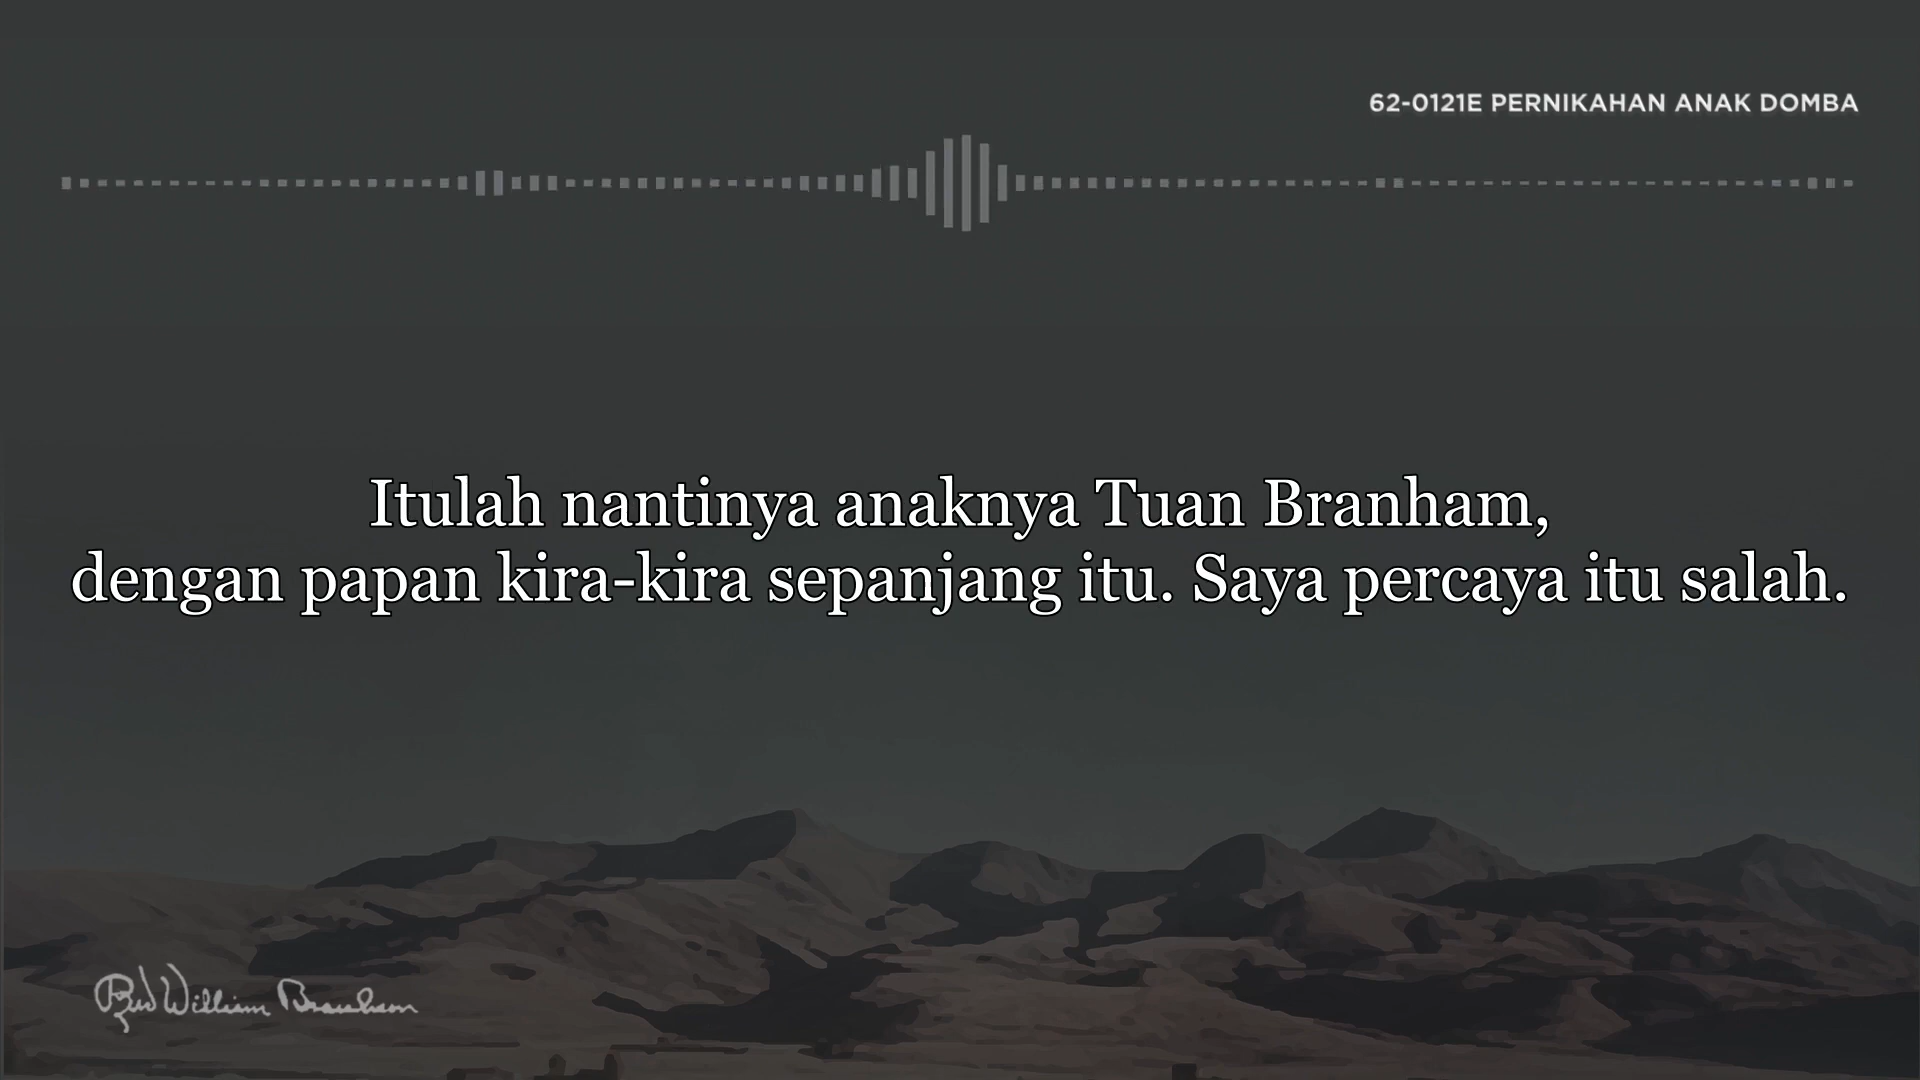 62-0121E PERNIKAHAN ANAK DOMBA
Itulah nantinya anaknya Tuan Branham,
dengan papan kira-kira sepanjang itu. Saya percaya itu salah.
Rev William Branham